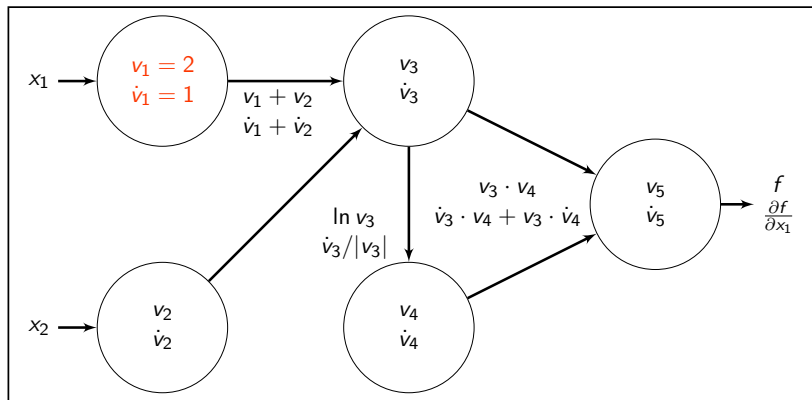 x₁
v₁ = 2
v̇₁ = 1
v₁ + v₂
v̇₁ + v̇₂
v₃
v̇₃
ln v₃
v̇₃/|v₃|
v₃ · v₄
v̇₃ · v₄ + v₃ · v̇₄
v₅
v̇₅
f
∂f
∂x₁
x₂
v₂
v̇₂
v₄
v̇₄